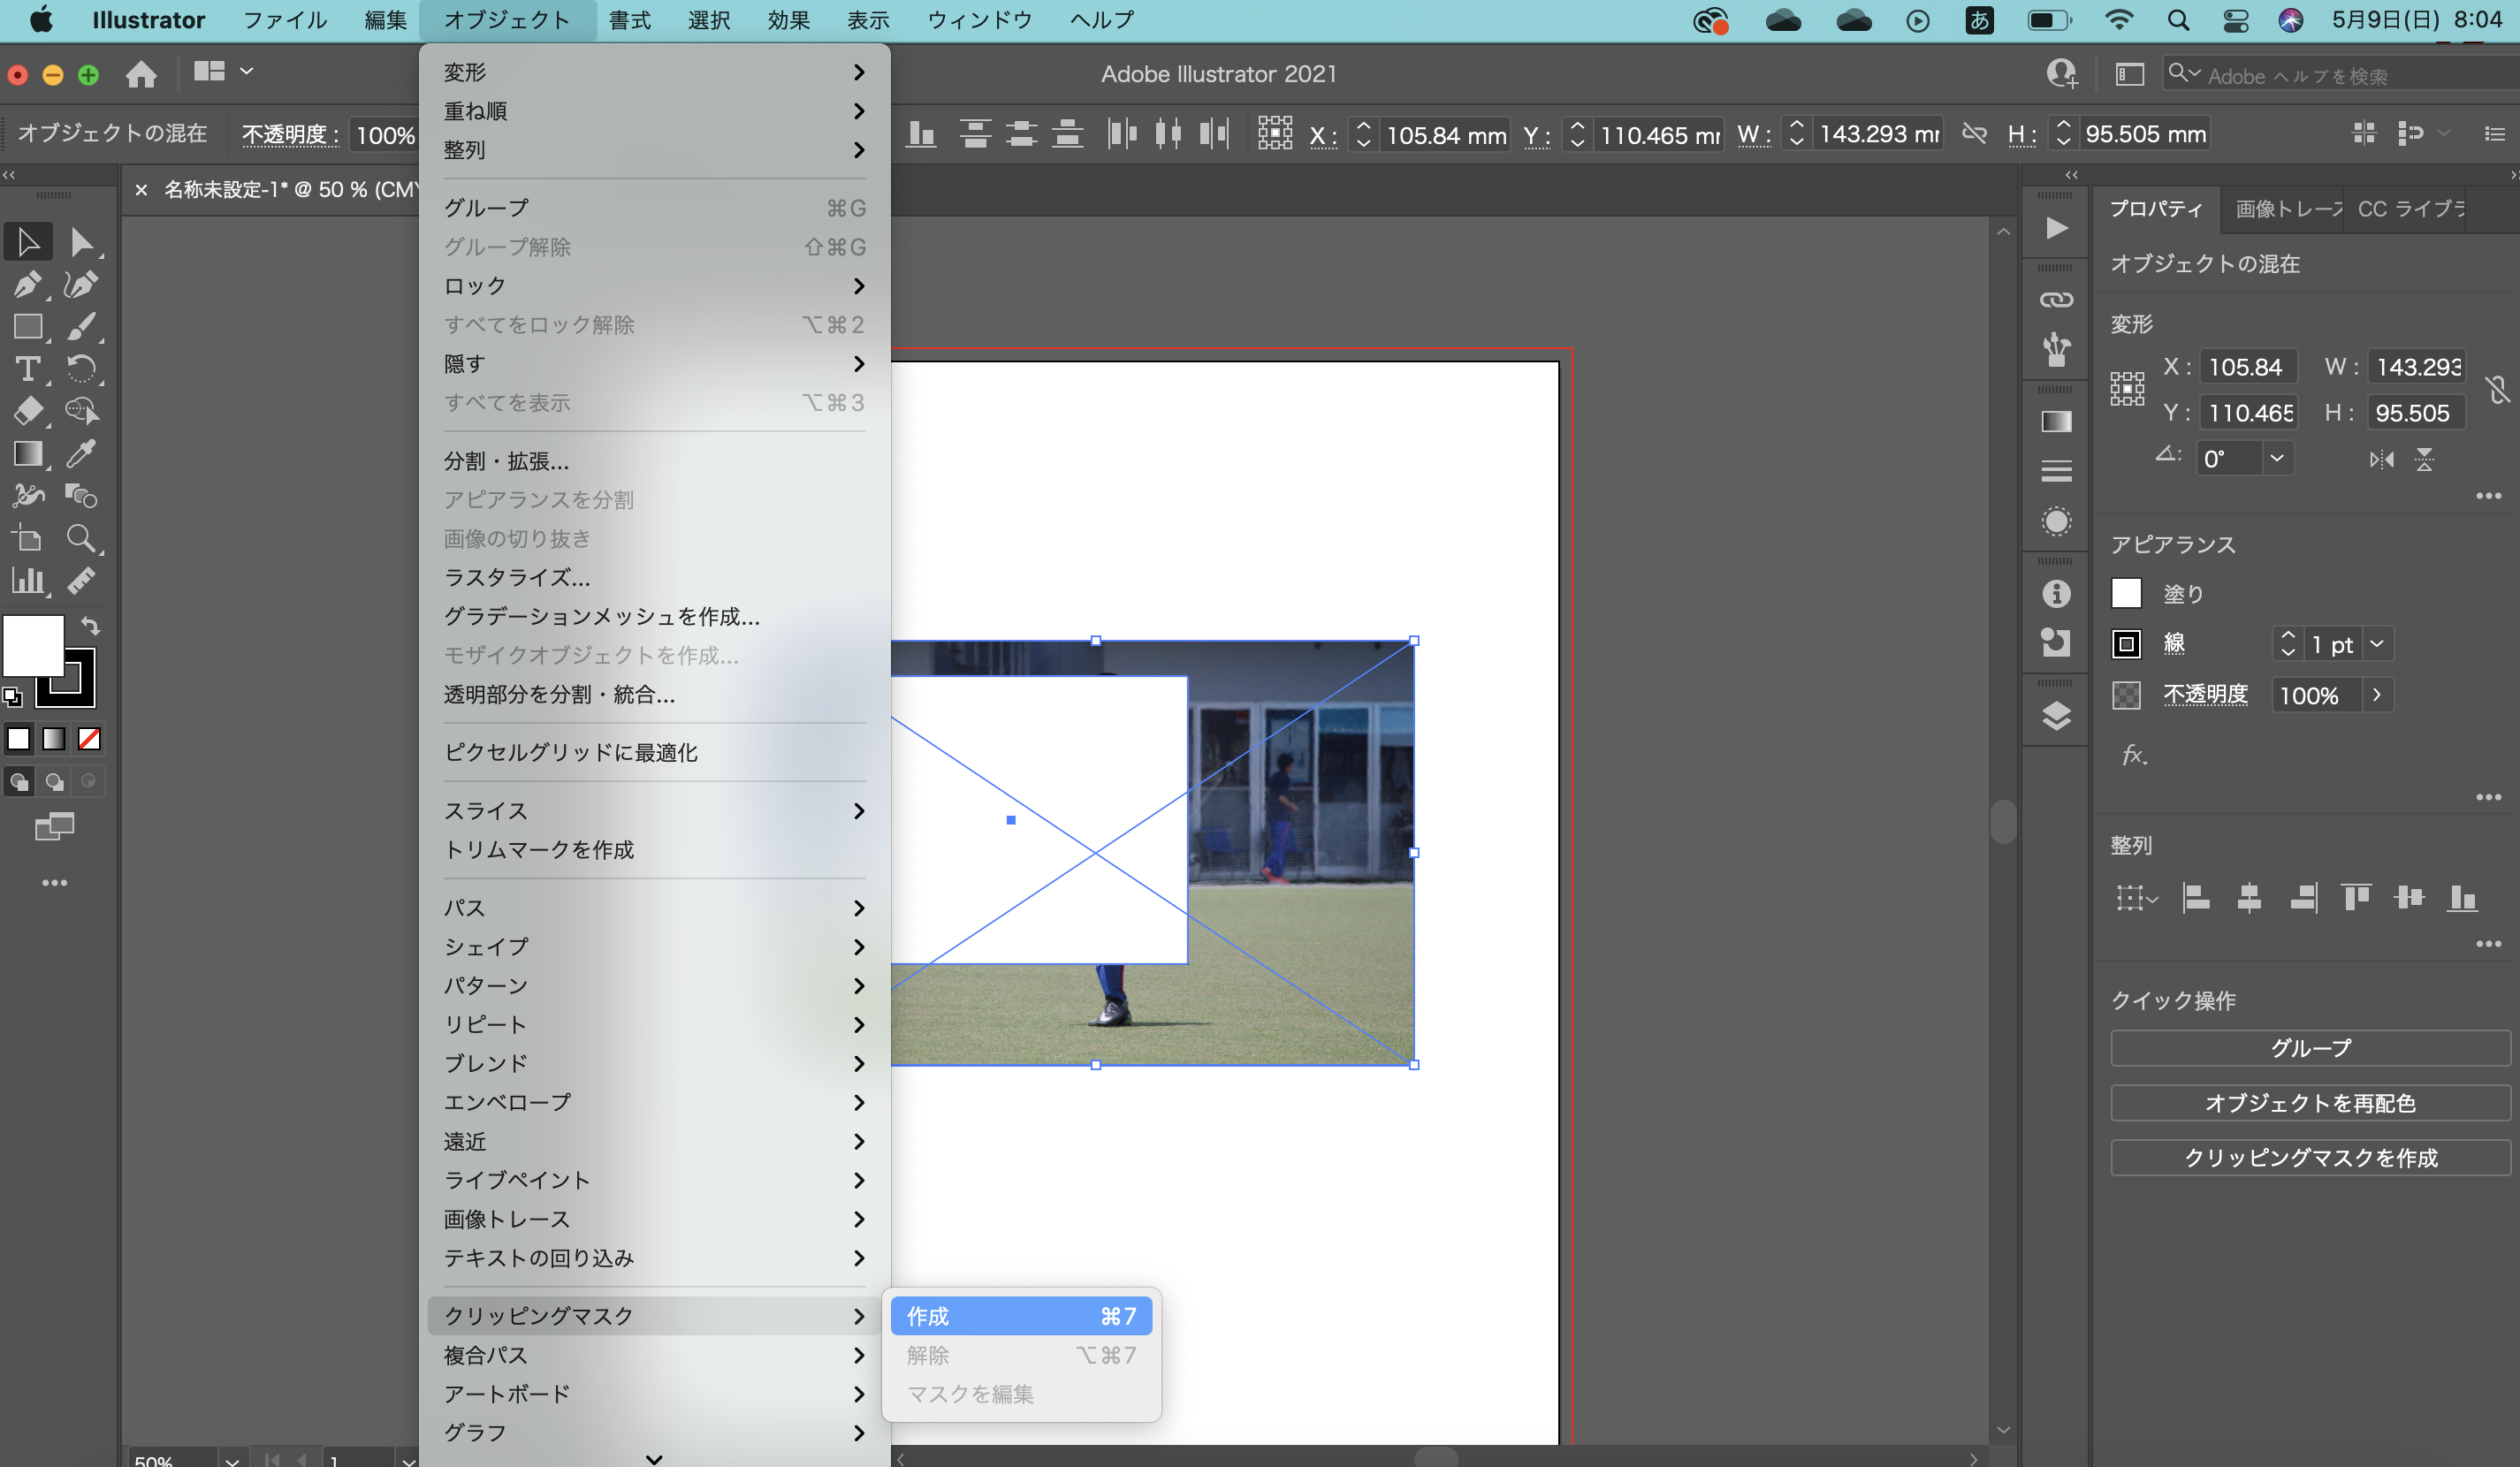 Illustrator ファイル 編集 オブジェクト 書式 選択 効果 表示 ウィンドウ ヘルプ あ 5月9日(日) 8:04
Adobe Illustrator 2021
Adobe ヘルプを検索
オブジェクトの混在 不透明度: 100% X: 105.84 mm Y: 110.465 mm W: 143.293 mm H: 95.505 mm
× 名称未設定-1* @ 50 % (CMY
変形
重ね順
整列
グループ ⌘G
グループ解除 ⇧⌘G
ロック
すべてをロック解除 ⌥⌘2
隠す
すべてを表示 ⌥⌘3
分割・拡張...
アピアランスを分割
画像の切り抜き
ラスタライズ...
グラデーションメッシュを作成...
モザイクオブジェクトを作成...
透明部分を分割・統合...
ピクセルグリッドに最適化
スライス
トリムマークを作成
パス
シェイプ
パターン
リピート
ブレンド
エンベロープ
遠近
ライブペイント
画像トレース
テキストの回り込み
クリッピングマスク
複合パス
アートボード
グラフ
作成 ⌘7
解除 ⌥⌘7
マスクを編集
プロパティ 画像トレース CC ライブラ
オブジェクトの混在
変形
X: 105.84 W: 143.293
Y: 110.465 H: 95.505
0°
アピアランス
塗り
線 1 pt
不透明度 100%
fx
整列
クイック操作
グループ
オブジェクトを再配色
クリッピングマスクを作成
50% 1